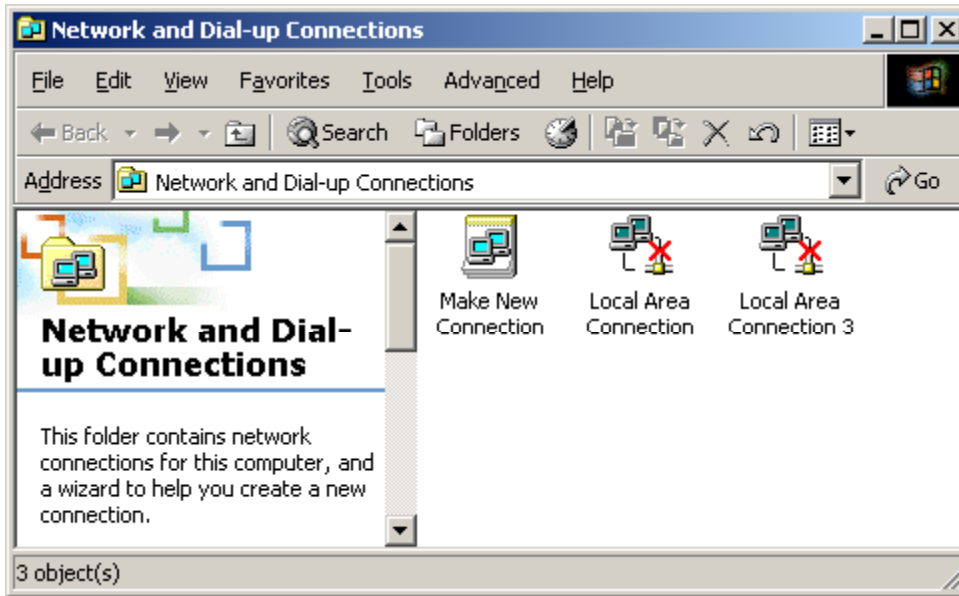 Network and Dial-up Connections
File Edit View Favorites Tools Advanced Help
Back Search Folders
Address Network and Dial-up Connections Go
Make New
Connection
Local Area
Connection
Local Area
Connection 3
Network and Dial-
up Connections
This folder contains network
connections for this computer, and
a wizard to help you create a new
connection.
3 object(s)